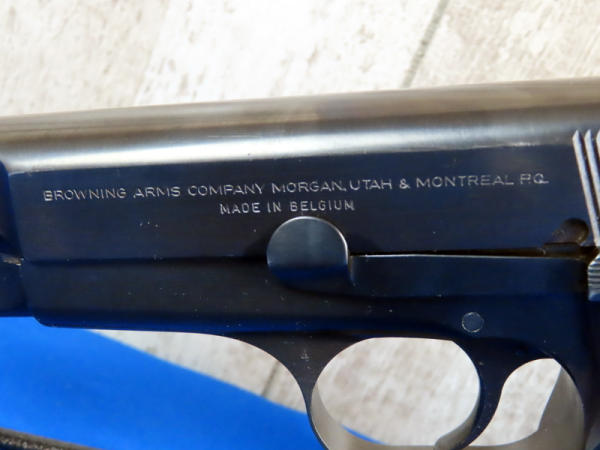 BROWNING ARMS COMPANY MORGAN, UTAH & MONTREAL P.Q.
MADE IN BELGIUM